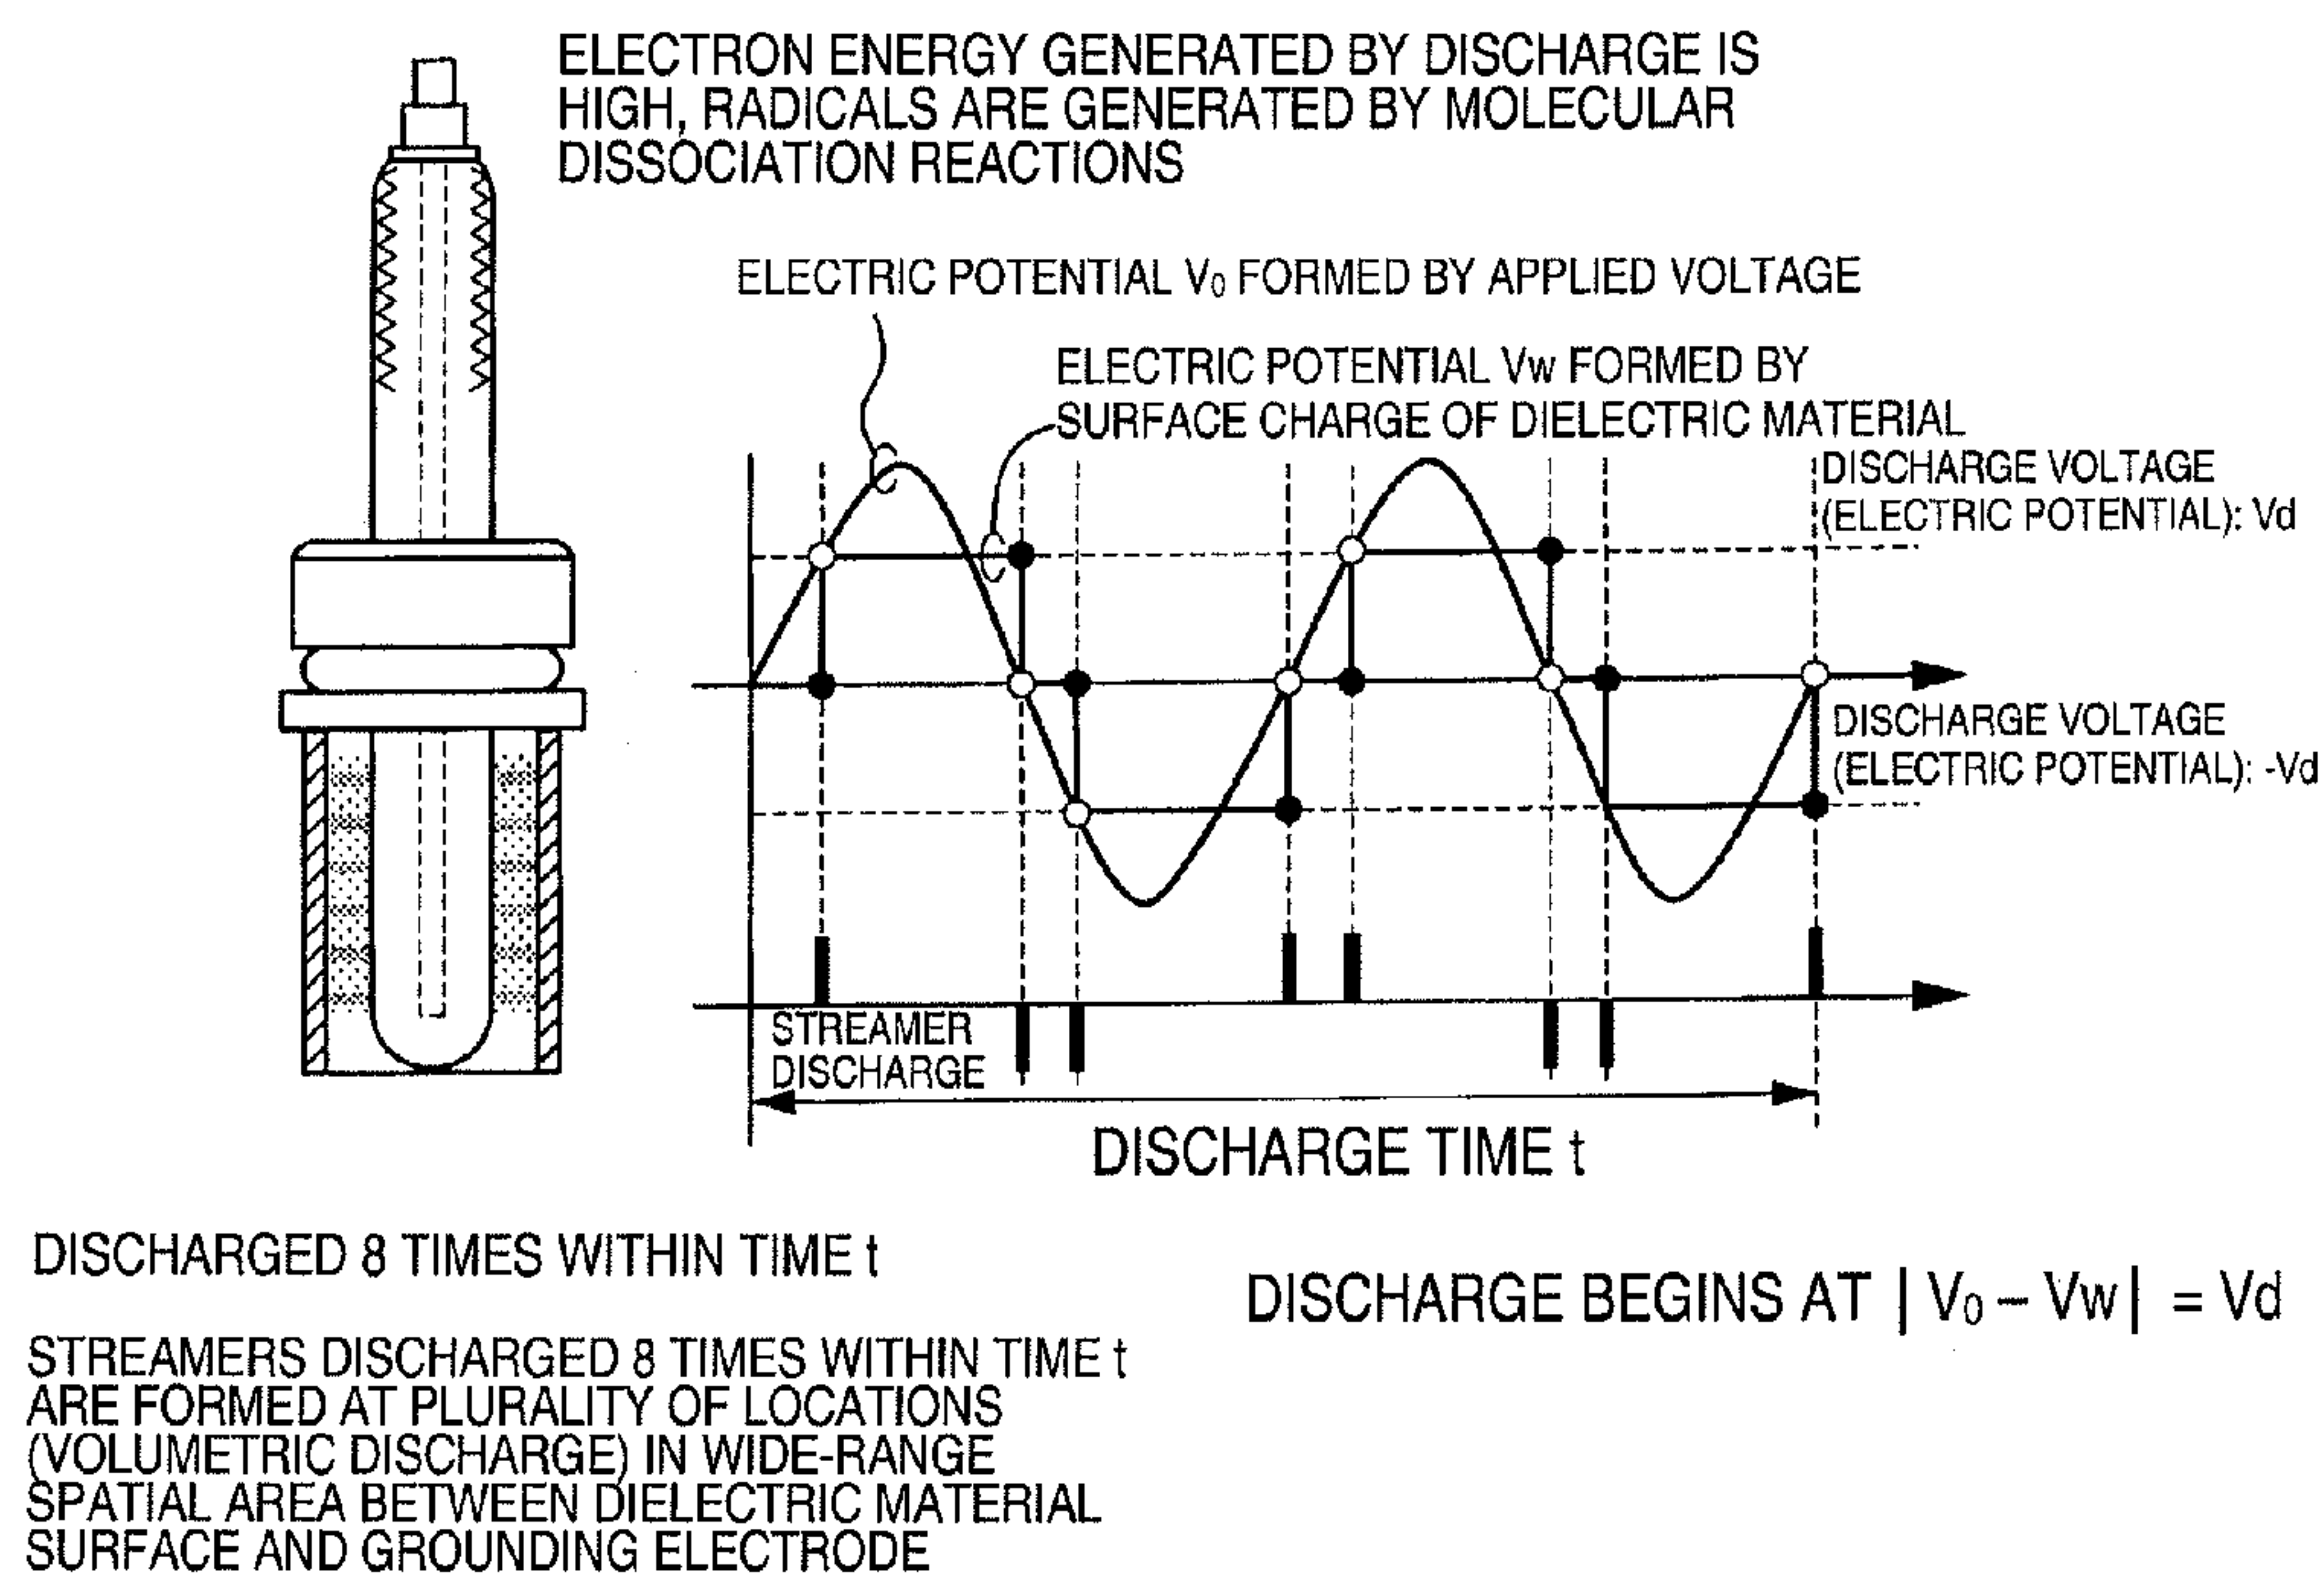 ELECTRON ENERGY GENERATED BY DISCHARGE IS
HIGH, RADICALS ARE GENERATED BY MOLECULAR
DISSOCIATION REACTIONS
ELECTRIC POTENTIAL V₀ FORMED BY APPLIED VOLTAGE
ELECTRIC POTENTIAL Vw FORMED BY
SURFACE CHARGE OF DIELECTRIC MATERIAL
DISCHARGE VOLTAGE
(ELECTRIC POTENTIAL): Vd
DISCHARGE VOLTAGE
(ELECTRIC POTENTIAL): -Vd
STREAMER
DISCHARGE
DISCHARGE TIME t
DISCHARGED 8 TIMES WITHIN TIME t
DISCHARGE BEGINS AT | V₀ – Vw | = Vd
STREAMERS DISCHARGED 8 TIMES WITHIN TIME t
ARE FORMED AT PLURALITY OF LOCATIONS
(VOLUMETRIC DISCHARGE) IN WIDE-RANGE
SPATIAL AREA BETWEEN DIELECTRIC MATERIAL
SURFACE AND GROUNDING ELECTRODE